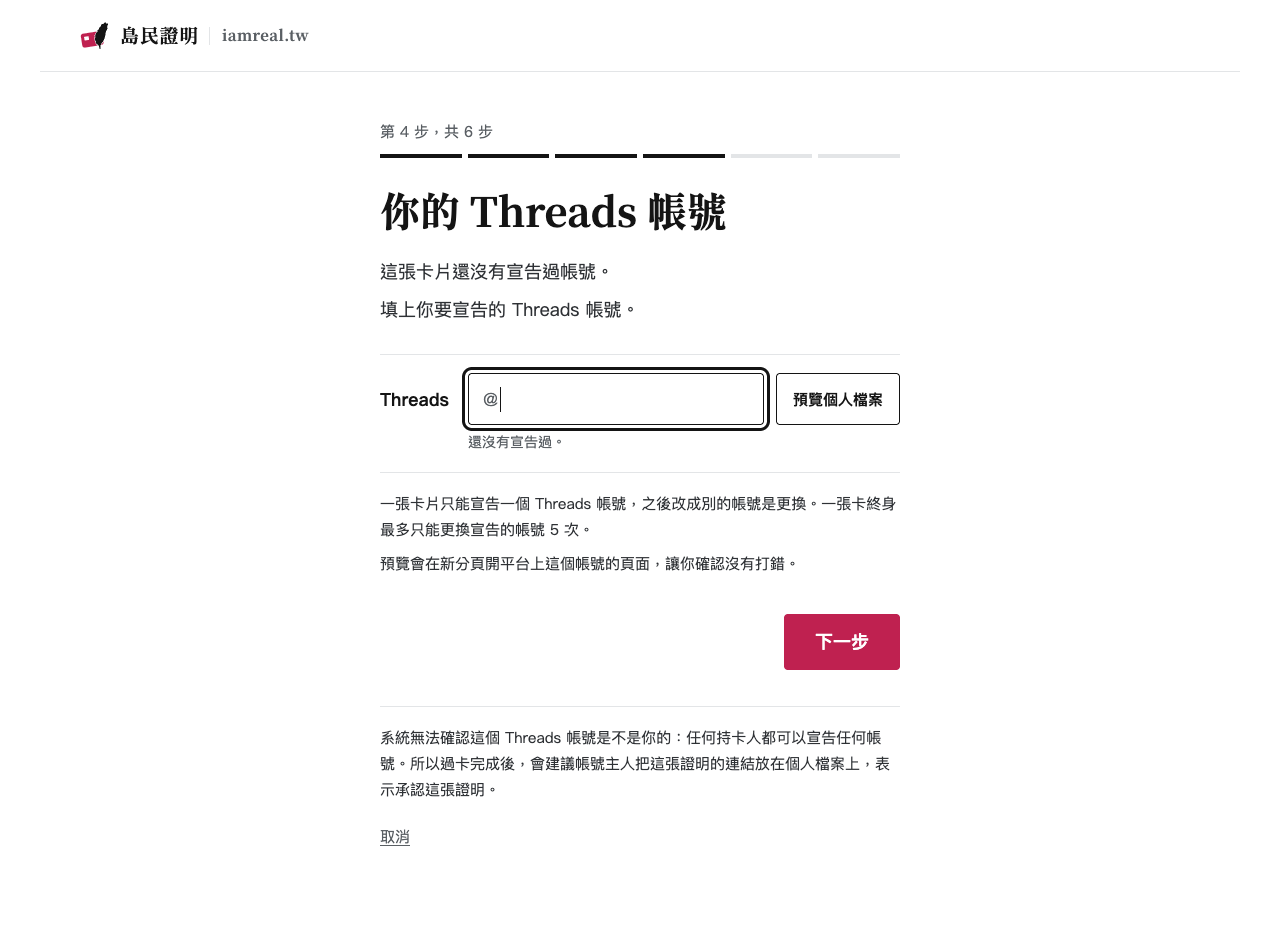 島民證明 iamreal.tw
第 4 步，共 6 步
你的 Threads 帳號
這張卡片還沒有宣告過帳號。
填上你要宣告的 Threads 帳號。
Threads @ 預覽個人檔案
還沒有宣告過。
一張卡片只能宣告一個 Threads 帳號，之後改成別的帳號是更換。一張卡終身
最多只能更換宣告的帳號 5 次。
預覽會在新分頁開平台上這個帳號的頁面，讓你確認沒有打錯。
下一步
系統無法確認這個 Threads 帳號是不是你的：任何持卡人都可以宣告任何帳
號。所以過卡完成後，會建議帳號主人把這張證明的連結放在個人檔案上，表
示承認這張證明。
取消